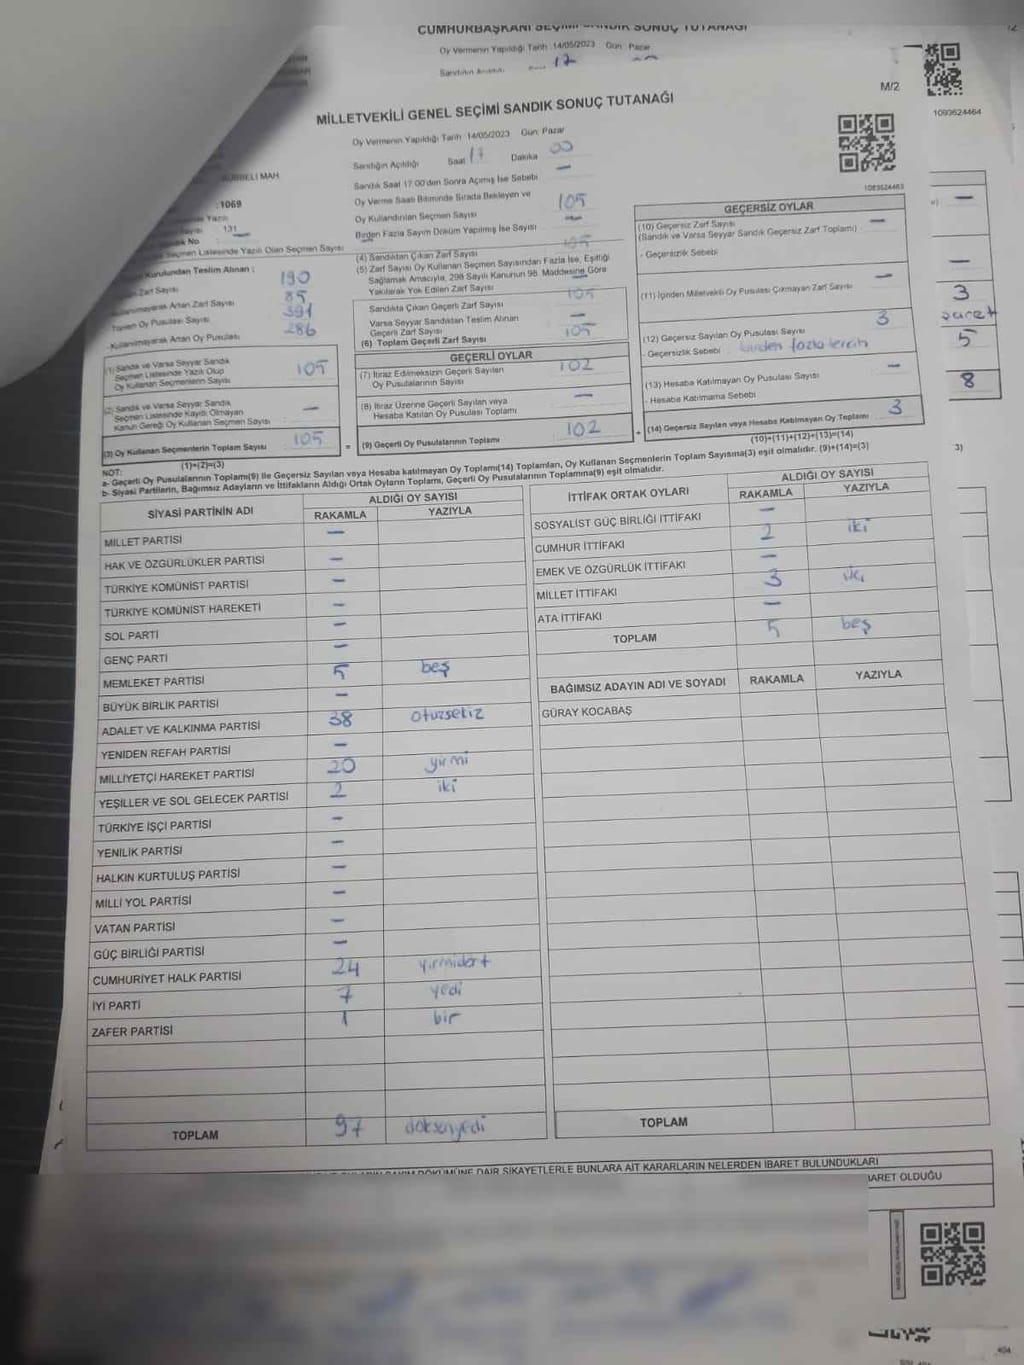 CUMHURBAŞKANI SEÇİMİ SANDIK SONUÇ TUTANAĞI
Oy Vermenin Yapıldığı Tarih :14/05/2023 Gün: Pazar
17
M/2
1093624464
MİLLETVEKİLİ GENEL SEÇİMİ SANDIK SONUÇ TUTANAĞI
Oy Vermenin Yapıldığı Tarih :14/05/2023 Gün: Pazar
Sandığın Açıldığı Saat 17 Dakika 00
Sandık Saat 17:00'den Sonra Açımış İse Sebebi —
Oy Verme Saati Bitiminde Sırada Bekleyen ve
Oy Kullandırılan Seçmen Sayısı 105
Birden Fazla Sayım Döküm Yapılmış İse Sayısı —
MAH.
:1069
131
No
Seçmen Listesinde Yazılı Olan Seçmen Sayısı
Kurulundan Teslim Alınan :
Zarf Sayısı 190
Kullanılmayarak Artan Zarf Sayısı 85
Toplam Oy Pusulası Sayısı 391
-Kullanılmayarak Artan Oy Pusulası 286
(1) Sandık ve Varsa Seyyar Sandık
Seçmen Listesinde Yazılı Olup
Oy Kullanan Seçmenlerin Sayısı 105
(2) Sandık ve Varsa Seyyar Sandık
Seçmen Listesinde Kayıtlı Olmayan
Kanun Gereği Oy Kullanan Seçmen Sayısı —
(3) Oy Kullanan Seçmenlerin Toplam Sayısı 105
(1)+(2)=(3)
(4) Sandıktan Çıkan Zarf Sayısı 105
(5) Zarf Sayısı Oy Kullanan Seçmen Sayısından Fazla İse, Eşitliği
Sağlamak Amacıyla, 298 Sayılı Kanunun 98. Maddesine Göre
Yakılarak Yok Edilen Zarf Sayısı —
Sandıkta Çıkan Geçerli Zarf Sayısı 105
Varsa Seyyar Sandıktan Teslim Alınan
Geçerli Zarf Sayısı —
(6) Toplam Geçerli Zarf Sayısı 105
GEÇERLİ OYLAR
(7) İtiraz Edilmeksizin Geçerli Sayılan
Oy Pusulalarının Sayısı 102
(8) İtiraz Üzerine Geçerli Sayılan veya
Hesaba Katılan Oy Pusulası Toplamı —
= (9) Geçerli Oy Pusulalarının Toplamı 102 +
1093624463
GEÇERSİZ OYLAR
(10) Geçersiz Zarf Sayısı
(Sandık ve Varsa Seyyar Sandık Geçersiz Zarf Toplamı) —
- Geçersizlik Sebebi
(11) İçinden Milletvekili Oy Pusulası Çıkmayan Zarf Sayısı —
(12) Geçersiz Sayılan Oy Pusulası Sayısı 3
- Geçersizlik Sebebi birden fazla tercih
(13) Hesaba Katılmayan Oy Pusulası Sayısı —
- Hesaba Katılmama Sebebi
(14) Geçersiz Sayılan veya Hesaba Katılmayan Oy Toplamı 3
(10)+(11)+(12)+(13)=(14)
—
—
3
5
8
3)
NOT:
a- Geçerli Oy Pusulalarının Toplamı(9) ile Geçersiz Sayılan veya Hesaba katılmayan Oy Toplamı(14) Toplamları, Oy Kullanan Seçmenlerin Toplam Sayısına(3) eşit olmalıdır. (9)+(14)=(3)
b- Siyasi Partilerin, Bağımsız Adayların ve İttifakların Aldığı Ortak Oyların Toplamı, Geçerli Oy Pusulalarının Toplamına(9) eşit olmalıdır.
SİYASİ PARTİNİN ADI ALDIĞI OY SAYISI
RAKAMLA YAZIYLA
MİLLET PARTİSİ —
HAK VE ÖZGÜRLÜKLER PARTİSİ —
TÜRKİYE KOMÜNİST PARTİSİ —
TÜRKİYE KOMÜNİST HAREKETİ —
SOL PARTİ —
GENÇ PARTİ —
MEMLEKET PARTİSİ 5 beş
BÜYÜK BİRLİK PARTİSİ —
ADALET VE KALKINMA PARTİSİ 38 otuzsekiz
YENİDEN REFAH PARTİSİ —
MİLLİYETÇİ HAREKET PARTİSİ 20 yirmi
YEŞİLLER VE SOL GELECEK PARTİSİ 2 iki
TÜRKİYE İŞÇİ PARTİSİ —
YENİLİK PARTİSİ —
HALKIN KURTULUŞ PARTİSİ —
MİLLİ YOL PARTİSİ —
VATAN PARTİSİ —
GÜÇ BİRLİĞİ PARTİSİ —
CUMHURİYET HALK PARTİSİ 24 yirmidört
İYİ PARTİ 7 yedi
ZAFER PARTİSİ 1 bir
TOPLAM 97 doksanyedi
İTTİFAK ORTAK OYLARI ALDIĞI OY SAYISI
RAKAMLA YAZIYLA
SOSYALİST GÜÇ BİRLİĞİ İTTİFAKI —
CUMHUR İTTİFAKI 2 iki
EMEK VE ÖZGÜRLÜK İTTİFAKI —
MİLLET İTTİFAKI 3 üç
ATA İTTİFAKI —
TOPLAM 5 beş
BAĞIMSIZ ADAYIN ADI VE SOYADI RAKAMLA YAZIYLA
GÜRAY KOCABAŞ
TOPLAM
DÖKÜMÜNE DAİR ŞİKAYETLERLE BUNLARA AİT KARARLARIN NELERDEN İBARET BULUNDUKLARI
İBARET OLDUĞU